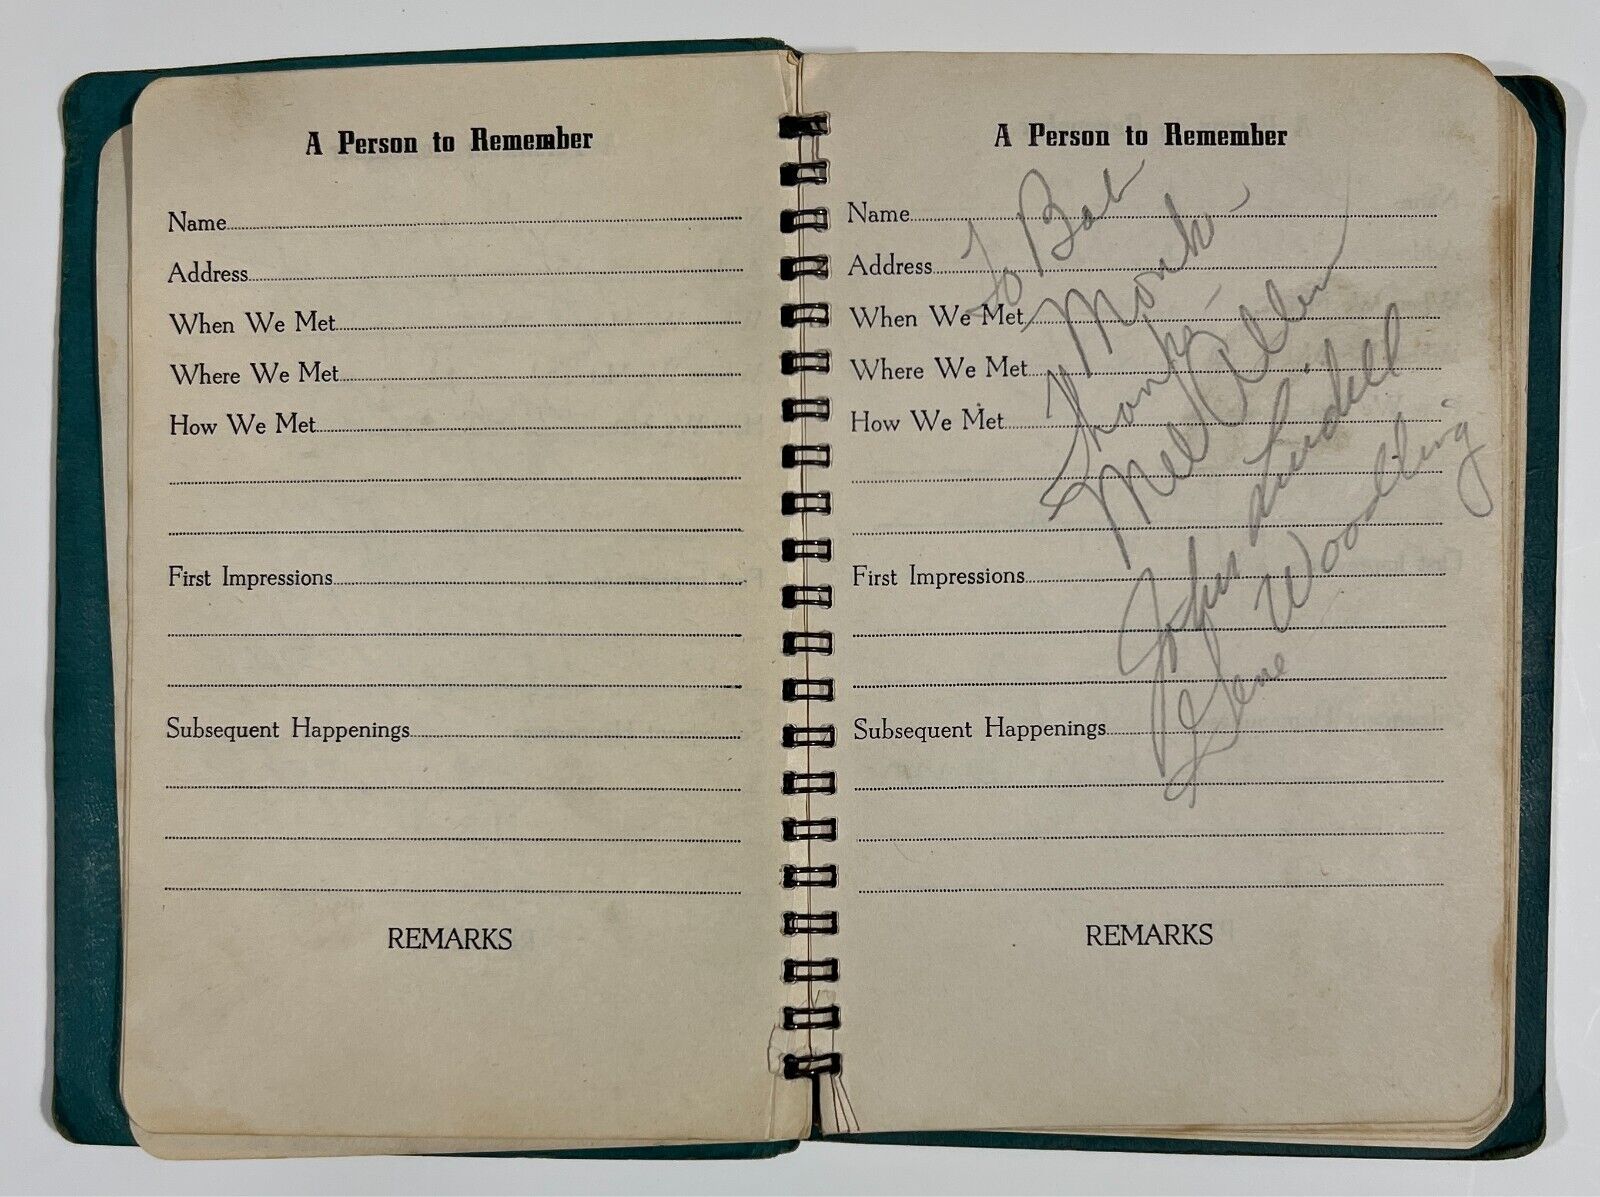 A Person to Remember
Name
Address
When We Met
Where We Met
How We Met
First Impressions
Subsequent Happenings
REMARKS
A Person to Remember
Name
Address
When We Met
Where We Met
How We Met
First Impressions
Subsequent Happenings
REMARKS
To Bob
Monks-
Thanks-
Mel Allen
John Lindell
Gene Woodling